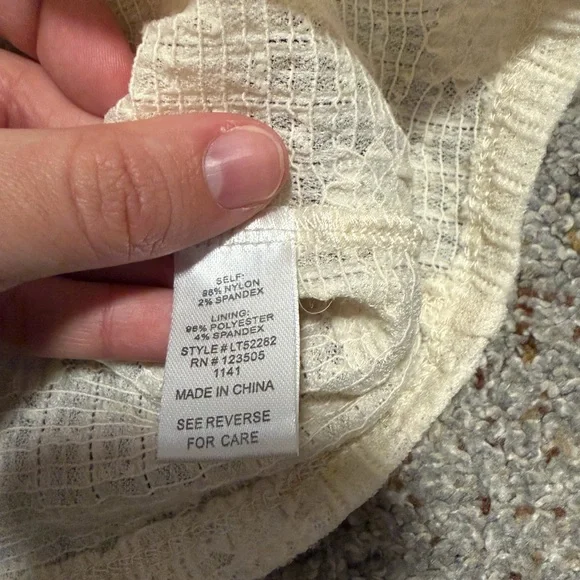 SELF:
98% NYLON
2% SPANDEX
LINING:
96% POLYESTER
4% SPANDEX
STYLE # LT52262
RN # 123505
1141
MADE IN CHINA
SEE REVERSE
FOR CARE